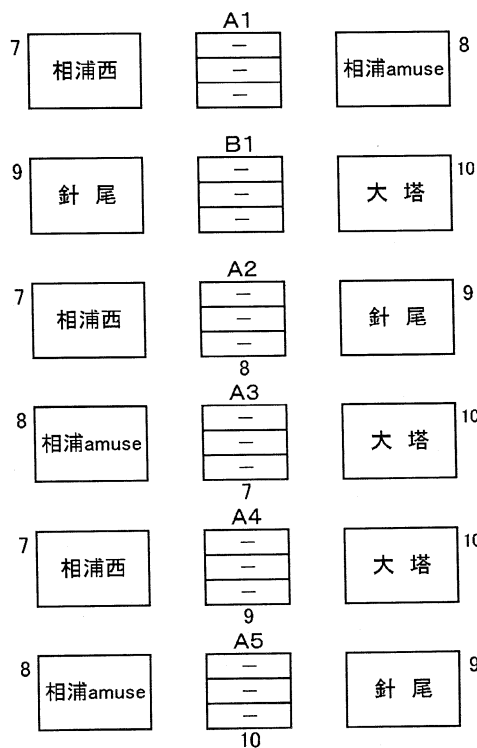 A1
7 相浦西 － 相浦amuse 8
－
－
B1
9 針尾 － 大塔 10
－
－
A2
7 相浦西 － 針尾 9
－
－
8
A3
8 相浦amuse － 大塔 10
－
－
7
A4
7 相浦西 － 大塔 10
－
－
9
A5
8 相浦amuse － 針尾 9
－
－
10